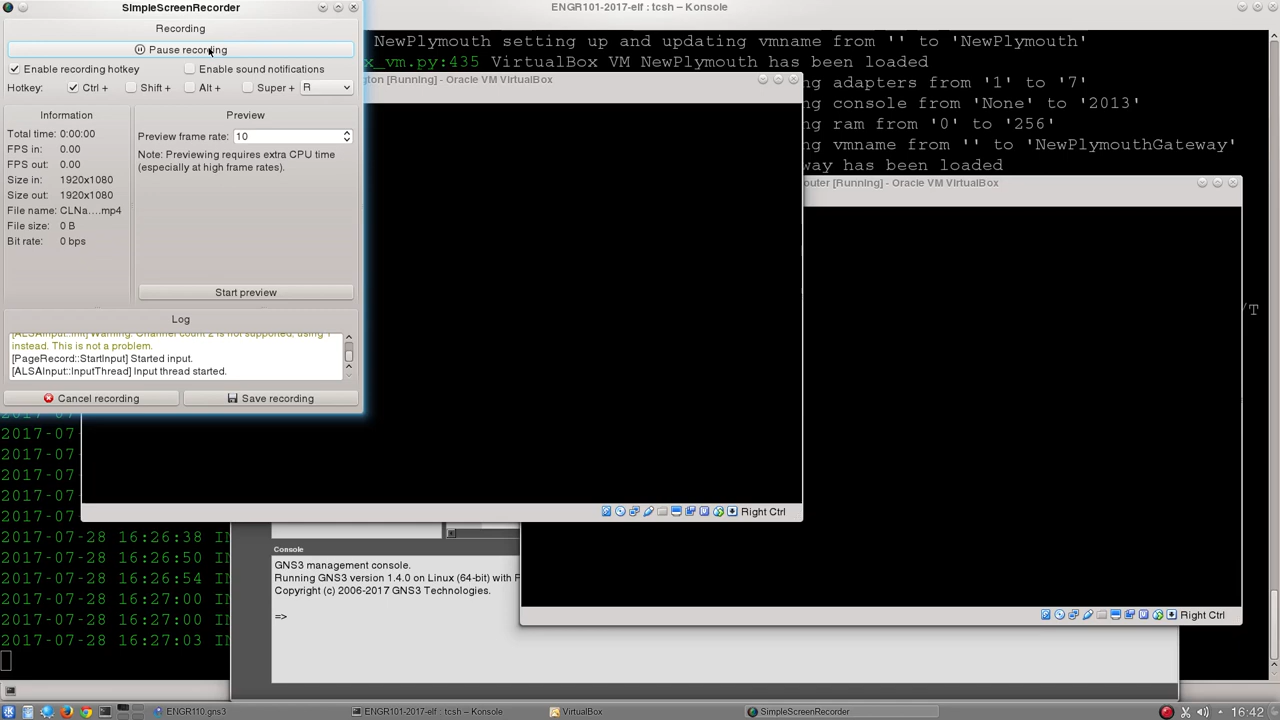 SimpleScreenRecorder
Recording
Pause recording
Enable recording hotkey
Enable sound notifications
Hotkey:
Ctrl +
Shift +
Alt +
Super +
R
Information
Total time: 0:00:00
FPS in: 0.00
FPS out: 0.00
Size in: 1920x1080
Size out: 1920x1080
File name: CLNa....mp4
File size: 0 B
Bit rate: 0 bps
Preview
Preview frame rate: 10
Note: Previewing requires extra CPU time
(especially at high frame rates).
Start preview
Log
instead. This is not a problem.
[PageRecord::StartInput] Started input.
[ALSAInput::InputThread] Input thread started.
Cancel recording
Save recording
ENGR101-2017-elf : tcsh – Konsole
NewPlymouth setting up and updating vmname from '' to 'NewPlymouth'
x_vm.py:435 VirtualBox VM NewPlymouth has been loaded
ng adapters from '1' to '7'
ng console from 'None' to '2013'
ng ram from '0' to '256'
ng vmname from '' to 'NewPlymouthGateway'
way has been loaded
gton [Running] - Oracle VM VirtualBox
Right Ctrl
outer [Running] - Oracle VM VirtualBox
Right Ctrl
/T
2017-07
2017-07
2017-07
2017-07
2017-07
2017-07-28 16:26:38 IN
2017-07-28 16:26:50 IN
2017-07-28 16:26:54 IN
2017-07-28 16:27:00 IN
2017-07-28 16:27:00 IN
2017-07-28 16:27:03 IN
Console
GNS3 management console.
Running GNS3 version 1.4.0 on Linux (64-bit) with P
Copyright (c) 2006-2017 GNS3 Technologies.
=>
ENGR110.gns3
ENGR101-2017-elf : tcsh – Konsole
VirtualBox
SimpleScreenRecorder
16:42